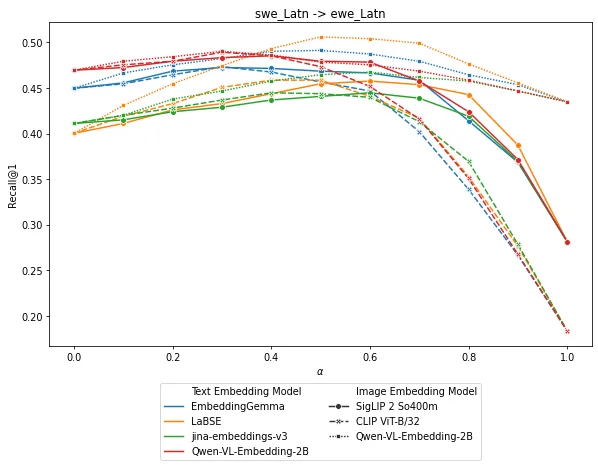 swe_Latn -> ewe_Latn
Recall@1
0.50
0.45
0.40
0.35
0.30
0.25
0.20
0.0 0.2 0.4 0.6 0.8 1.0
α
Text Embedding Model
EmbeddingGemma
LaBSE
jina-embeddings-v3
Qwen-VL-Embedding-2B
Image Embedding Model
SigLIP 2 So400m
CLIP ViT-B/32
Qwen-VL-Embedding-2B